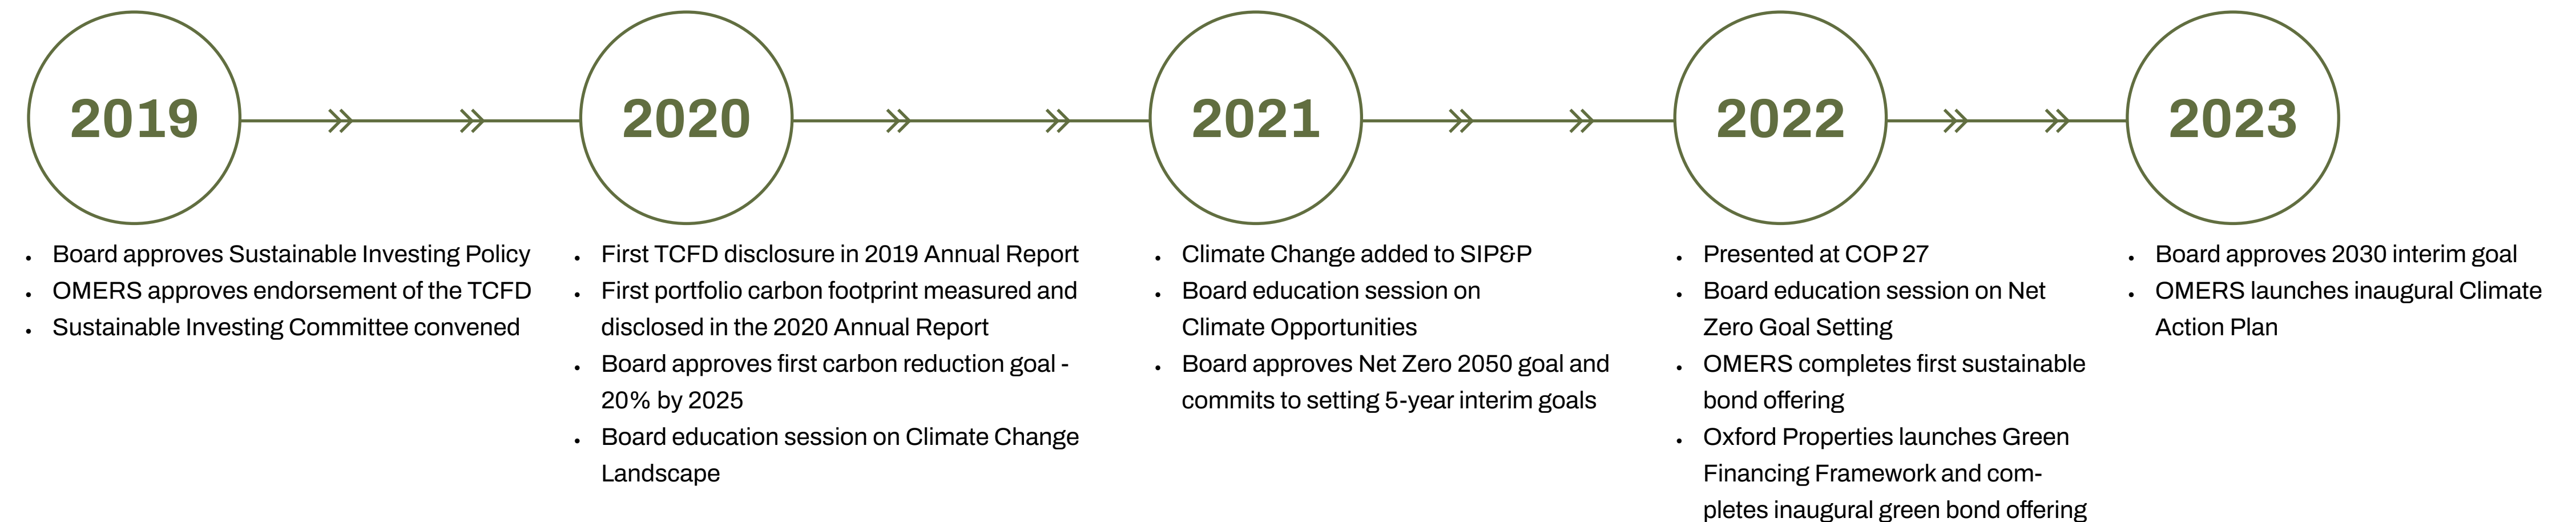 2019
2020
2021
2022
2023
• Board approves Sustainable Investing Policy
• OMERS approves endorsement of the TCFD
• Sustainable Investing Committee convened
• First TCFD disclosure in 2019 Annual Report
• First portfolio carbon footprint measured and
disclosed in the 2020 Annual Report
• Board approves first carbon reduction goal -
20% by 2025
• Board education session on Climate Change
Landscape
• Climate Change added to SIP&P
• Board education session on
Climate Opportunities
• Board approves Net Zero 2050 goal and
commits to setting 5-year interim goals
• Presented at COP 27
• Board education session on Net
Zero Goal Setting
• OMERS completes first sustainable
bond offering
• Oxford Properties launches Green
Financing Framework and com-
pletes inaugural green bond offering
• Board approves 2030 interim goal
• OMERS launches inaugural Climate
Action Plan